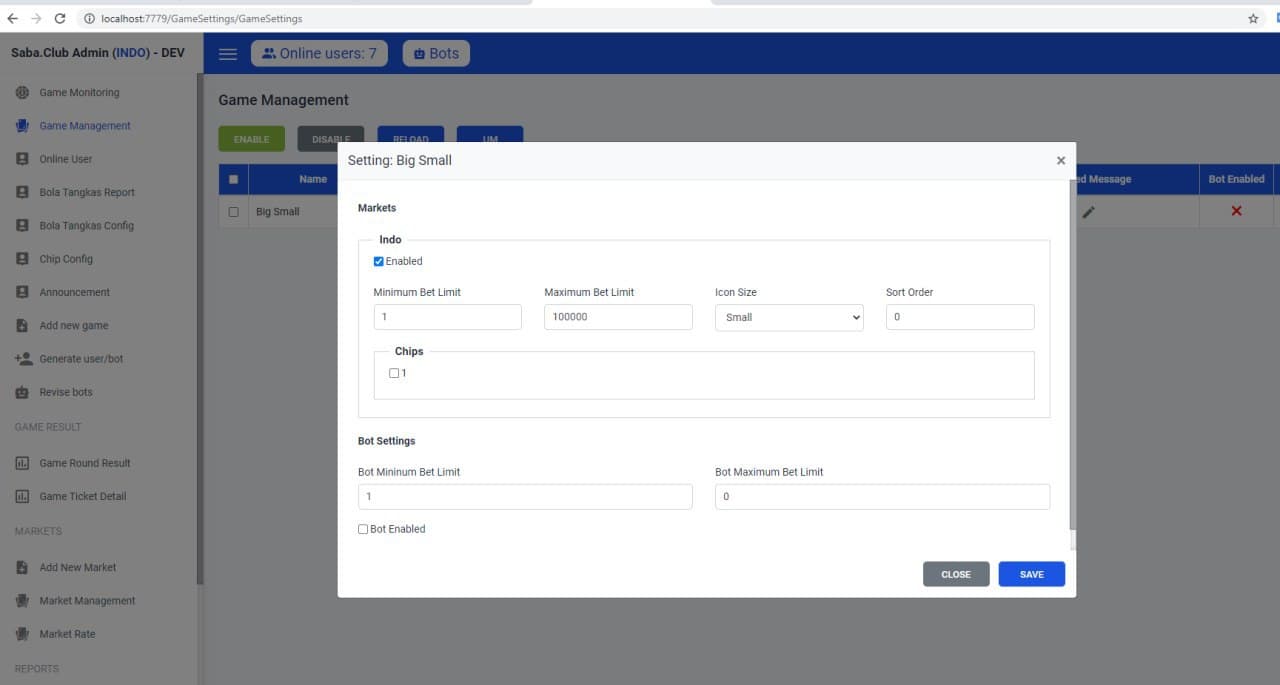 localhost:7779/GameSettings/GameSettings
Saba.Club Admin (INDO) - DEV
Online users: 7
Bots
Game Monitoring
Game Management
Online User
Bola Tangkas Report
Bola Tangkas Config
Chip Config
Announcement
Add new game
Generate user/bot
Revise bots
GAME RESULT
Game Round Result
Game Ticket Detail
MARKETS
Add New Market
Market Management
Market Rate
REPORTS
Game Management
ENABLE
DISABLE
RELOAD
UM
Name
Message
Bot Enabled
Big Small
Setting: Big Small
×
Markets
Indo
Enabled
Minimum Bet Limit
Maximum Bet Limit
Icon Size
Sort Order
1
100000
Small
0
Chips
1
Bot Settings
Bot Mininum Bet Limit
Bot Maximum Bet Limit
1
0
Bot Enabled
CLOSE
SAVE